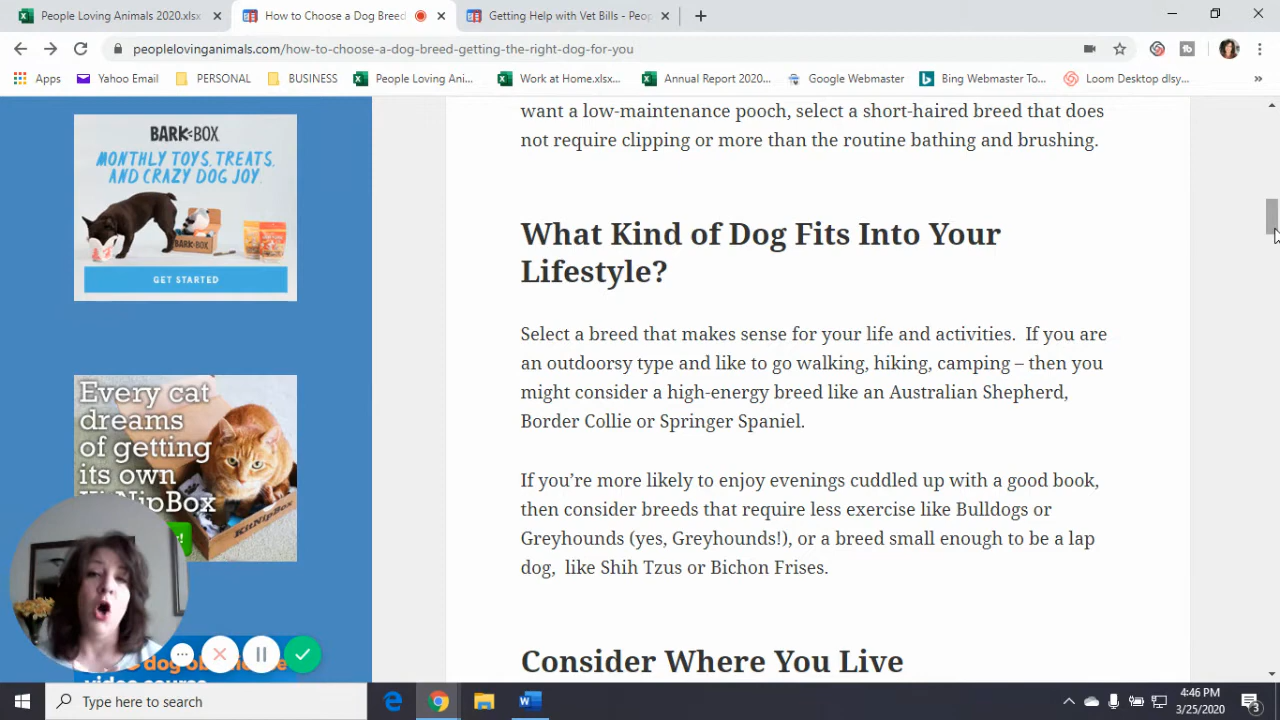 People Loving Animals 2020.xlsx
How to Choose a Dog Breed
Getting Help with Vet Bills - Peop
peoplelovinganimals.com/how-to-choose-a-dog-breed-getting-the-right-dog-for-you
Apps
Yahoo Email
PERSONAL
BUSINESS
People Loving Ani...
Work at Home.xlsx...
Annual Report 2020...
Google Webmaster
Bing Webmaster To...
Loom Desktop dlsy...
»
BARK BOX
MONTHLY TOYS, TREATS,
AND CRAZY DOG JOY.
BARK BOX
GET STARTED
Every cat
dreams
of getting
its own
KitNipBox
KitNipBox
dog
video course
want a low-maintenance pooch, select a short-haired breed that does
not require clipping or more than the routine bathing and brushing.
What Kind of Dog Fits Into Your
Lifestyle?
Select a breed that makes sense for your life and activities.  If you are
an outdoorsy type and like to go walking, hiking, camping – then you
might consider a high-energy breed like an Australian Shepherd,
Border Collie or Springer Spaniel.
If you’re more likely to enjoy evenings cuddled up with a good book,
then consider breeds that require less exercise like Bulldogs or
Greyhounds (yes, Greyhounds!), or a breed small enough to be a lap
dog,  like Shih Tzus or Bichon Frises.
Consider Where You Live
Type here to search
4:46 PM
3/25/2020
3